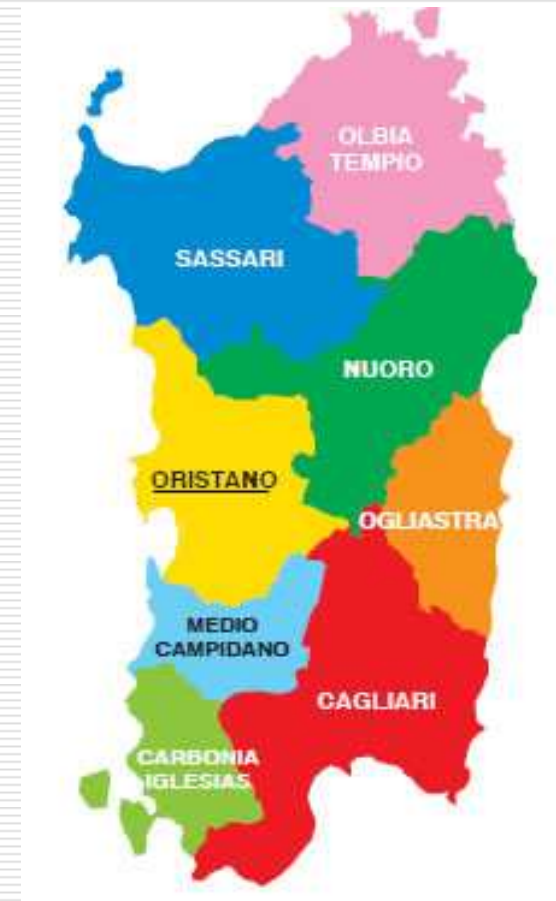 OLBIA
TEMPIO
SASSARI
NUORO
ORISTANO
OGLIASTRA
MEDIO
CAMPIDANO
CAGLIARI
CARBONIA
IGLESIAS